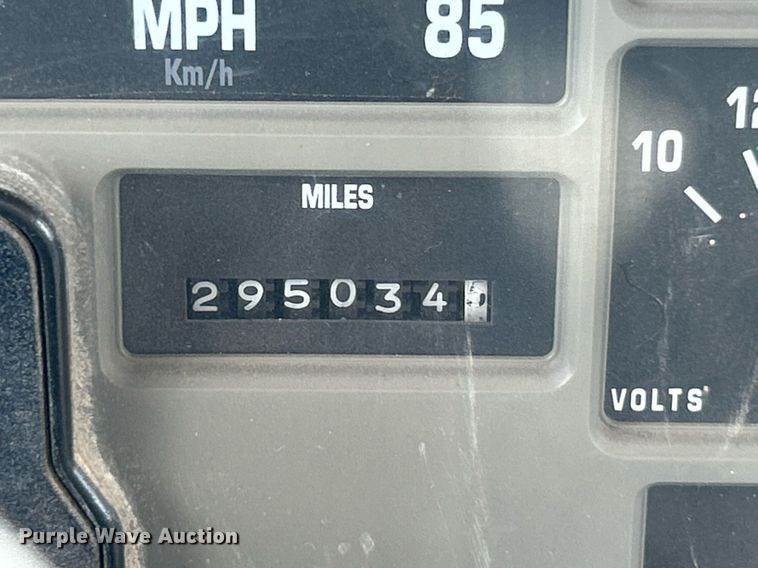 MPH 85
Km/h
12
10
MILES
295034
VOLTS
Purple Wave Auction